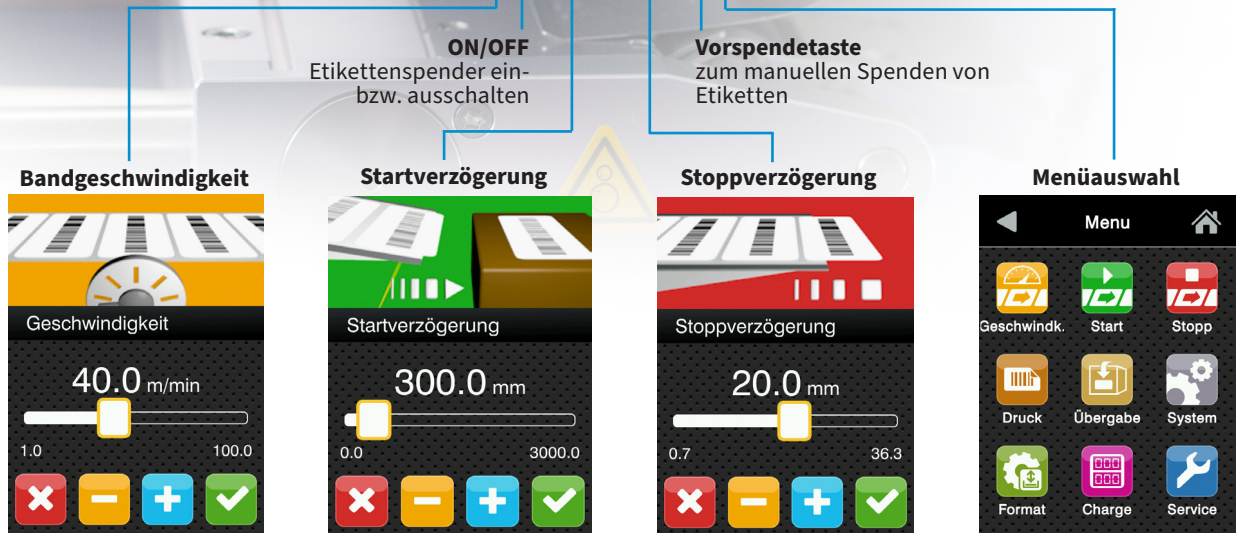 ON/OFF
Etikettenspender ein-
bzw. ausschalten
Vorspendetaste
zum manuellen Spenden von
Etiketten
Bandgeschwindigkeit
Geschwindigkeit
40.0 m/min
1.0 100.0
Startverzögerung
Startverzögerung
300.0 mm
0.0 3000.0
Stoppverzögerung
Stoppverzögerung
20.0 mm
0.7 36.3
Menüauswahl
Menu
Geschwindk. Start Stopp
Druck Übergabe System
Format Charge Service